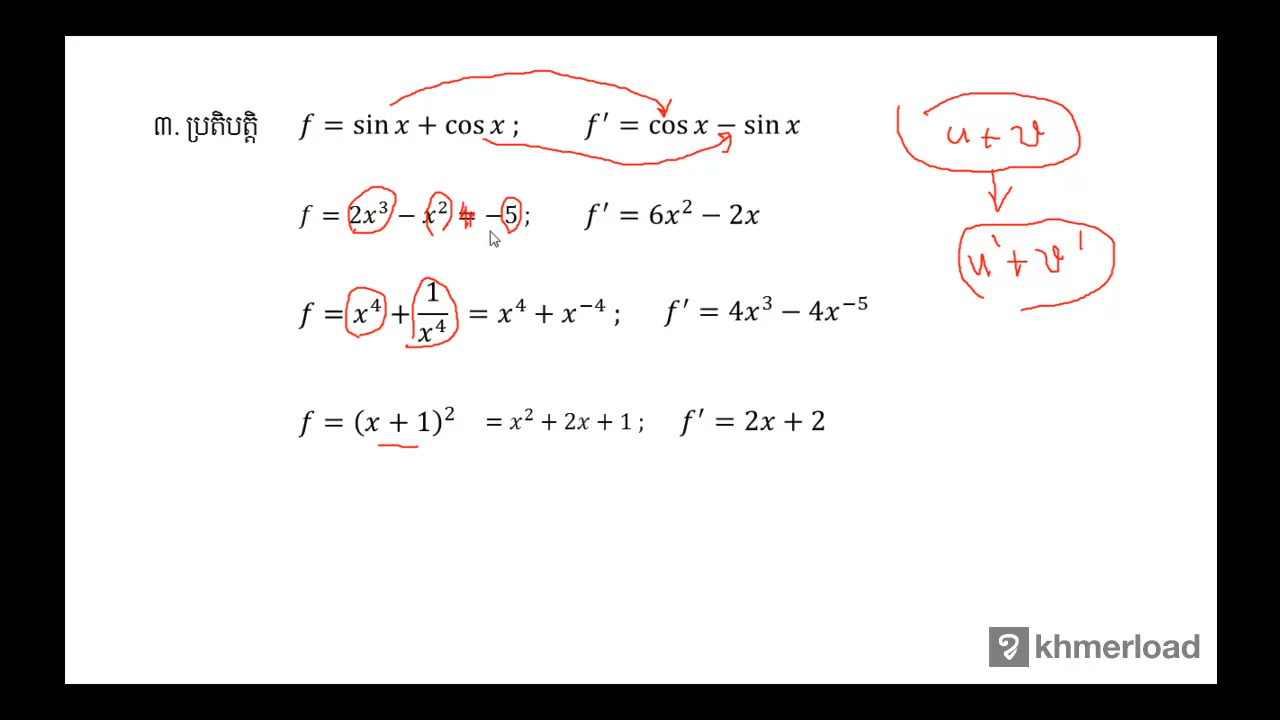 ៣. ប្រតិបត្តិ f = sin x + cos x ; f′ = cos x − sin x
u + v
f = 2x³ − x² + −5 ; f′ = 6x² − 2x
u' + v'
f = x⁴ + 1/x⁴ = x⁴ + x⁻⁴ ; f′ = 4x³ − 4x⁻⁵
f = (x + 1)² = x² + 2x + 1 ; f′ = 2x + 2
khmerload